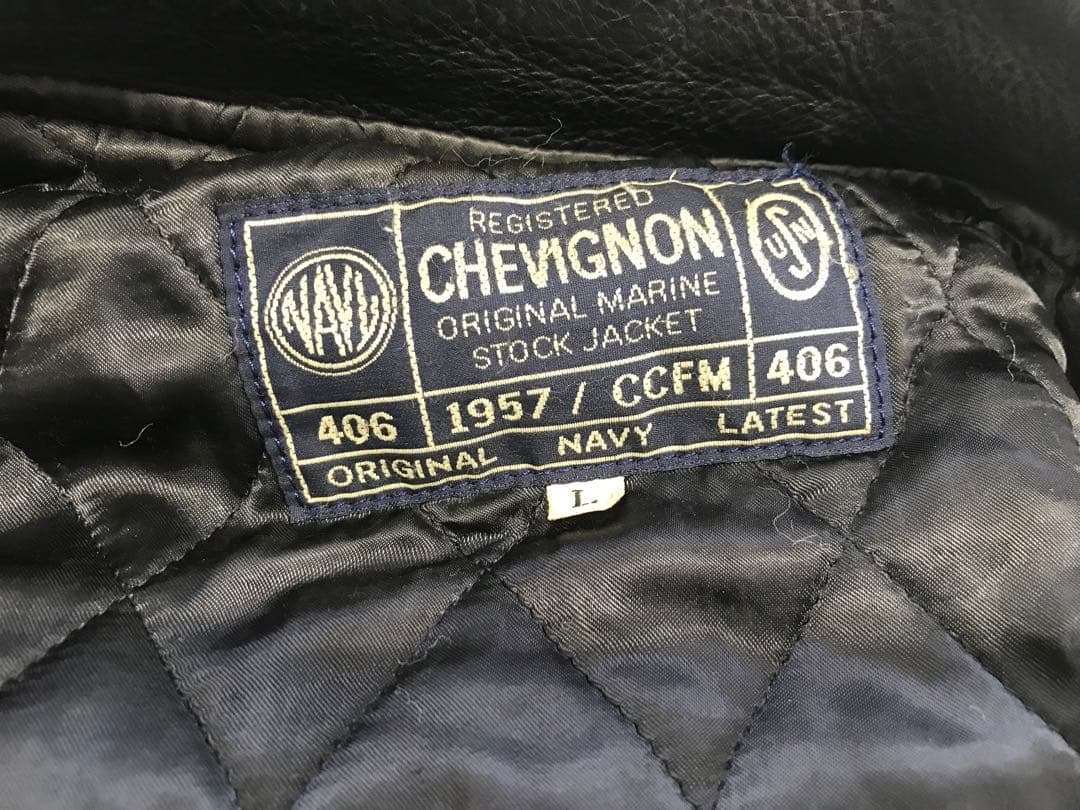 NAVY
REGISTERED
CHEVIGNON
ORIGINAL MARINE
STOCK JACKET
USN
406
1957 / CCFM
406
ORIGINAL NAVY LATEST
L.